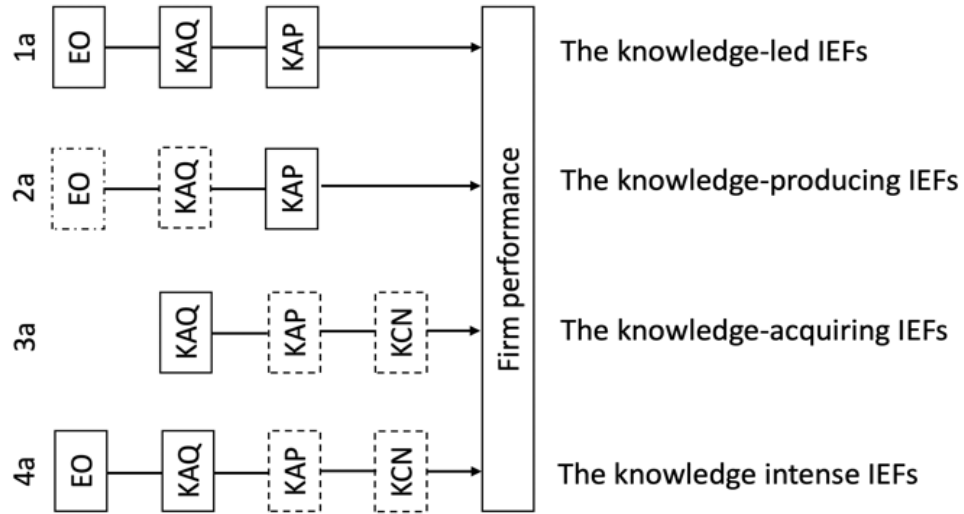 1a EO KAQ KAP The knowledge-led IEFs
2a EO KAQ KAP The knowledge-producing IEFs
Firm performance
3a KAQ KAP KCN The knowledge-acquiring IEFs
4a EO KAQ KAP KCN The knowledge intense IEFs